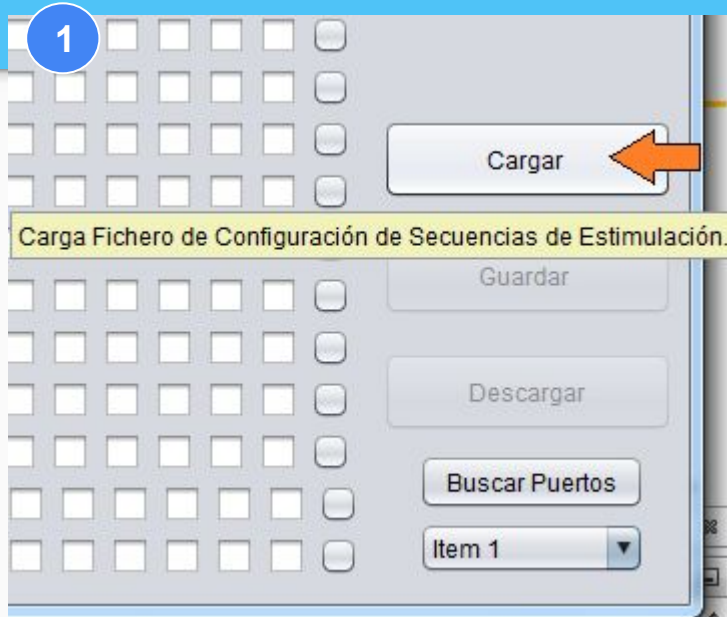 1
Cargar
Carga Fichero de Configuración de Secuencias de Estimulación.
Guardar
Descargar
Buscar Puertos
Item 1